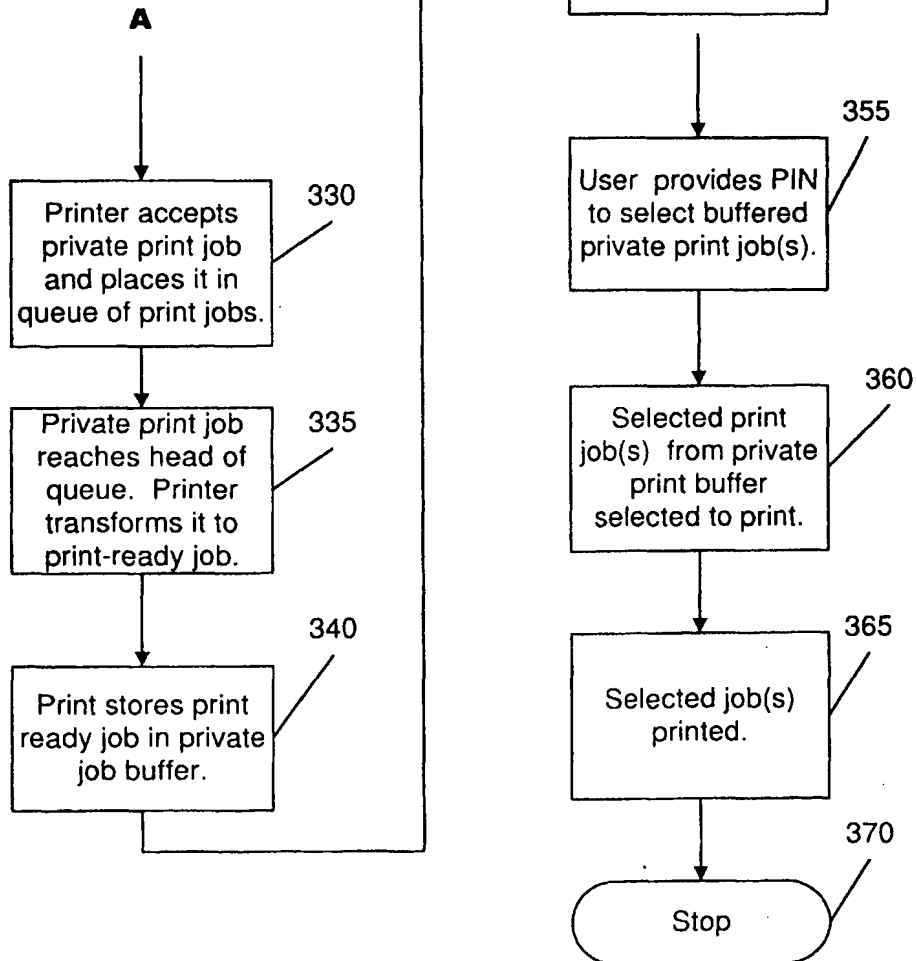 A
330
Printer accepts
private print job
and places it in
queue of print jobs.
335
Private print job
reaches head of
queue. Printer
transforms it to
print-ready job.
340
Print stores print
ready job in private
job buffer.
355
User provides PIN
to select buffered
private print job(s).
360
Selected print
job(s) from private
print buffer
selected to print.
365
Selected job(s)
printed.
370
Stop